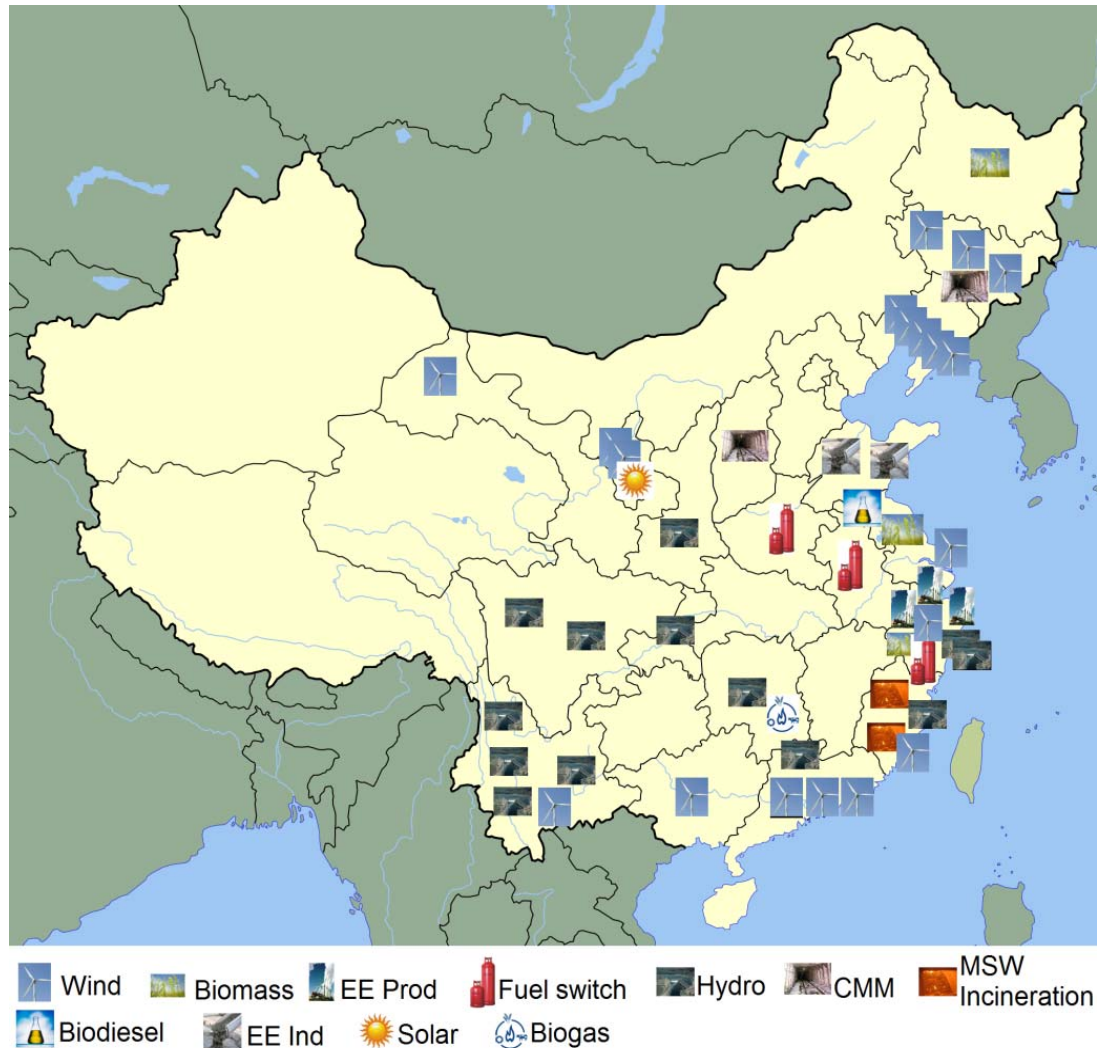 Wind Biomass EE Prod Fuel switch Hydro CMM MSW Incineration
Biodiesel EE Ind Solar Biogas